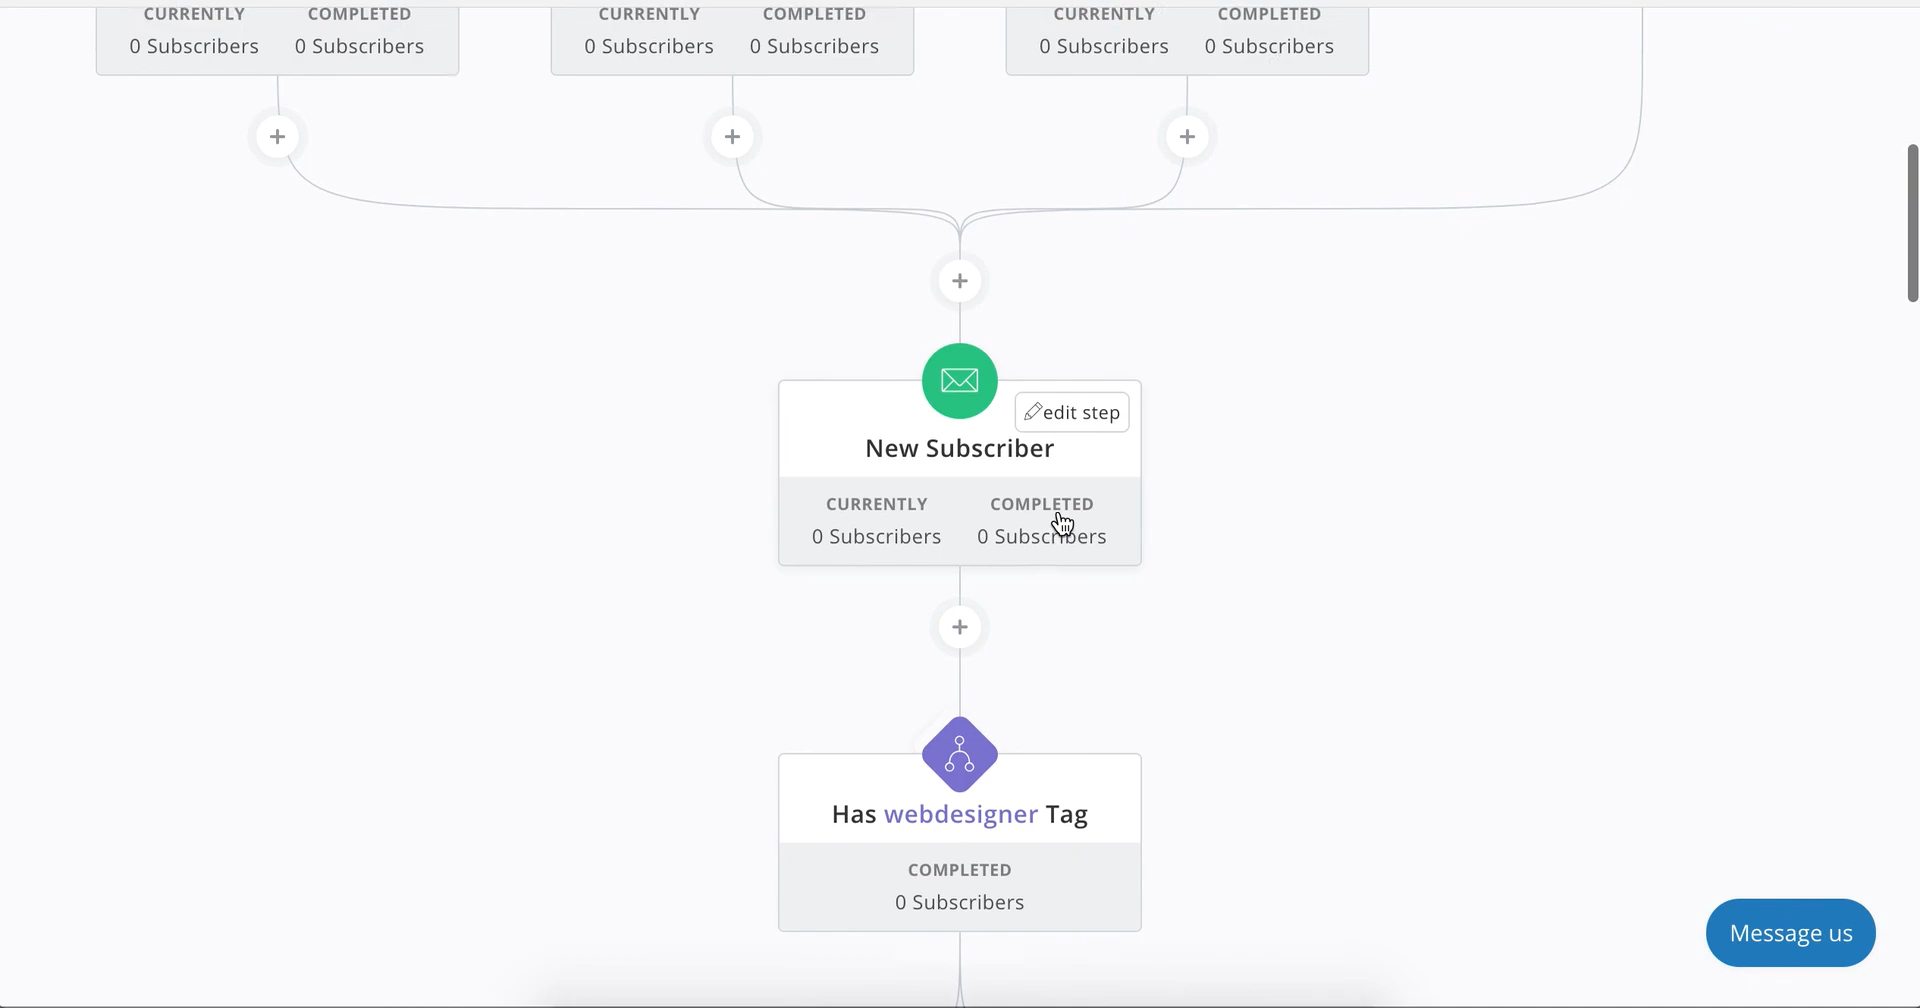 CURRENTLY COMPLETED CURRENTLY COMPLETED CURRENTLY COMPLETED
0 Subscribers 0 Subscribers 0 Subscribers 0 Subscribers 0 Subscribers 0 Subscribers
edit step
New Subscriber
CURRENTLY COMPLETED
0 Subscribers 0 Subscribers
Has webdesigner Tag
COMPLETED
0 Subscribers
Message us